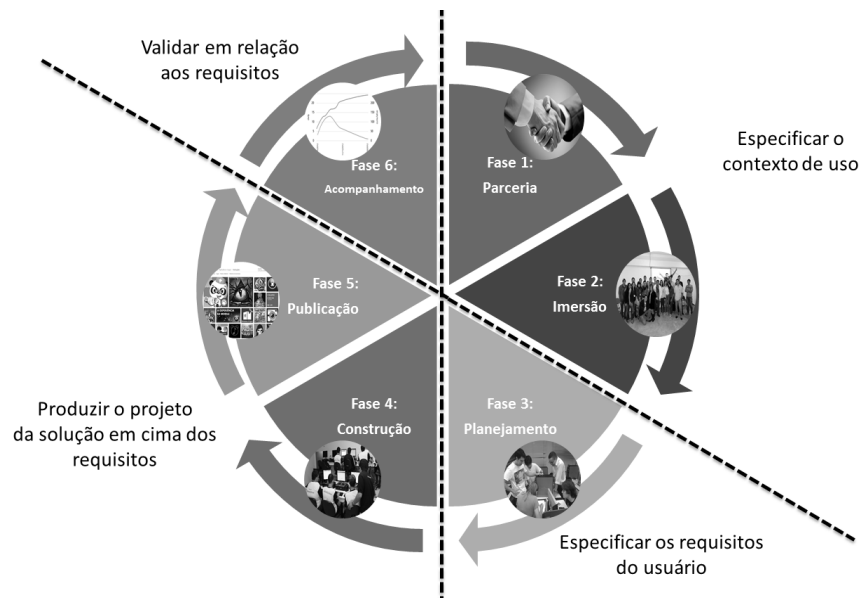 Validar em relação
aos requisitos
Fase 6:
Acompanhamento
Fase 1:
Parceria
Especificar o
contexto de uso
Fase 2:
Imersão
Fase 5:
Publicação
Fase 4:
Construção
Fase 3:
Planejamento
Produzir o projeto
da solução em cima dos
requisitos
Especificar os requisitos
do usuário